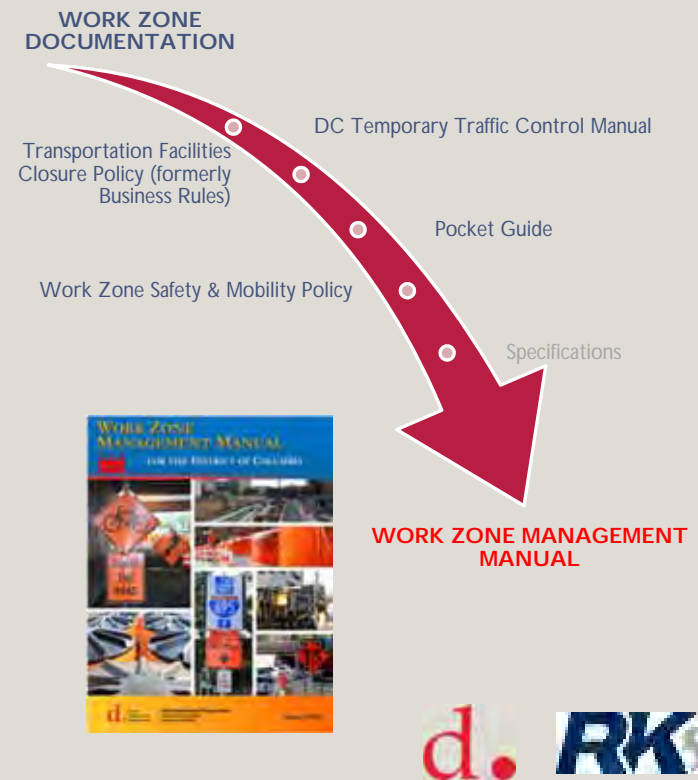 WORK ZONE
DOCUMENTATION
DC Temporary Traffic Control Manual
Transportation Facilities
Closure Policy (formerly
Business Rules)
Pocket Guide
Work Zone Safety & Mobility Policy
Specifications
WORK ZONE
MANAGEMENT MANUAL
FOR THE DISTRICT OF COLUMBIA
d.
WORK ZONE MANAGEMENT
MANUAL
d.
RK